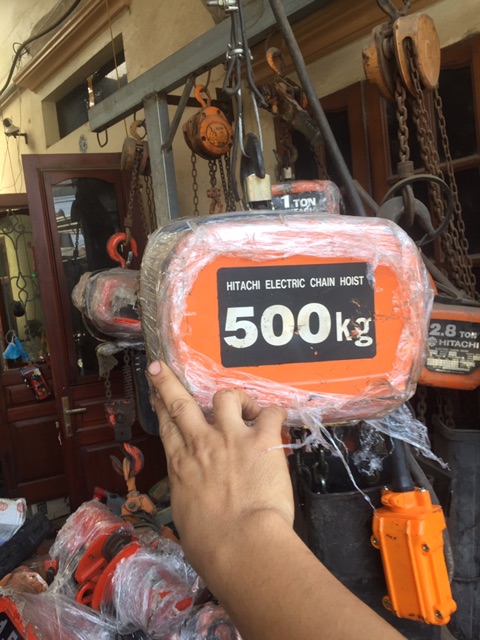 1 TON
HITACHI ELECTRIC CHAIN HOIST
500kg
2.8 TON
HITACHI